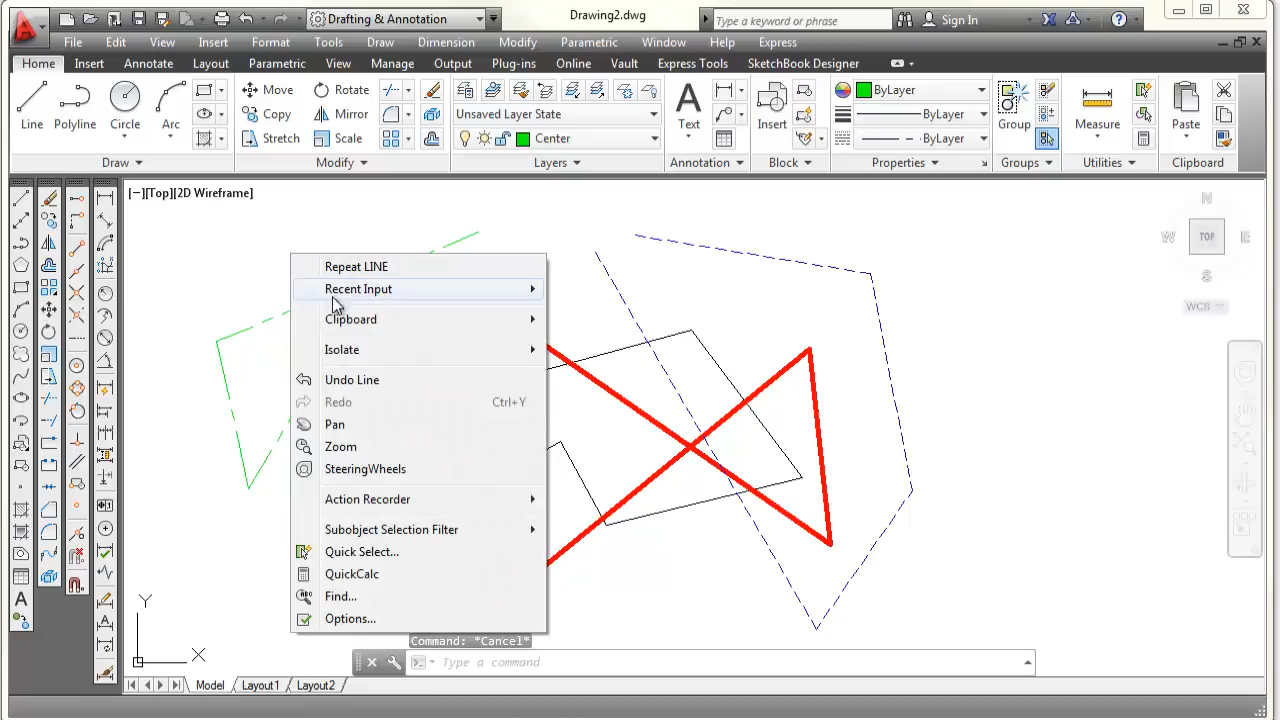 Drafting & Annotation
Drawing2.dwg
Type a keyword or phrase
Sign In
File Edit View Insert Format Tools Draw Dimension Modify Parametric Window Help Express
Home Insert Annotate Layout Parametric View Manage Output Plug-ins Online Vault Express Tools SketchBook Designer
Move Rotate
ByLayer
Copy Mirror
Unsaved Layer State
ByLayer
Line Polyline Circle Arc
Stretch Scale
Center
Text
Insert
ByLayer
Group
Measure
Paste
Draw
Modify
Layers
Annotation
Block
Properties
Groups
Utilities
Clipboard
[−][Top][2D Wireframe]
N
W
TOP
E
S
WCS
Repeat LINE
Recent Input
Clipboard
Isolate
Undo Line
Redo Ctrl+Y
Pan
Zoom
SteeringWheels
Action Recorder
Subobject Selection Filter
Quick Select...
QuickCalc
Find...
Options...
Y
X
Command: *Cancel*
Type a command
Model Layout1 Layout2
A